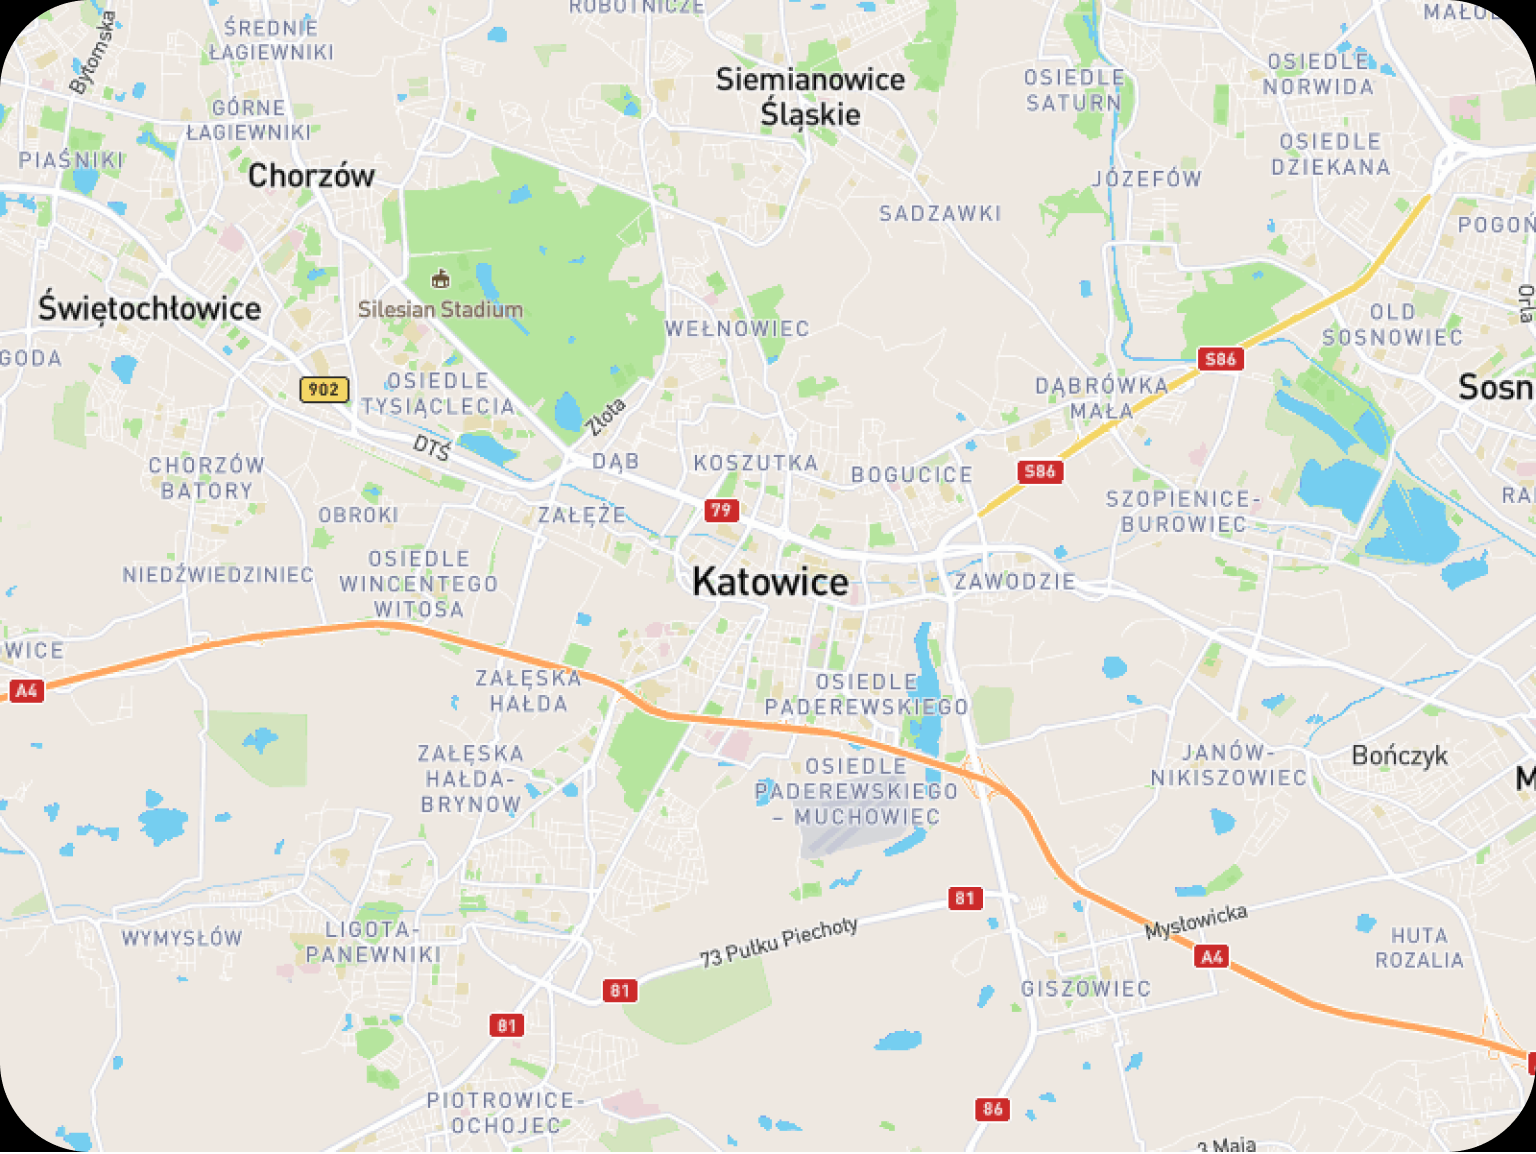 ROBOTNICZE
ŚREDNIE
ŁAGIEWNIKI
Bytomska
Siemianowice
Śląskie
OSIEDLE
SATURN
OSIEDLE
NORWIDA
GÓRNE
ŁAGIEWNIKI
PIAŚNIKI
OSIEDLE
DZIEKANA
Chorzów
JÓZEFÓW
SADZAWKI
POGOŃ
Świętochłowice
Silesian Stadium
WEŁNOWIEC
OLD
SOSNOWIEC
Orla
GODA
S86
902
OSIEDLE
TYSIĄCLECIA
DĄBRÓWKA
MAŁA
Sosn
Złota
DTŚ
CHORZÓW
BATORY
DĄB
KOSZUTKA
BOGUCICE
S86
SZOPIENICE-
BUROWIEC
OBROKI
ZAŁĘŻE
79
NIEDŹWIEDZINIEC
OSIEDLE
WINCENTEGO
WITOSA
Katowice
ZAWODZIE
OWICE
A4
ZAŁĘSKA
HAŁDA
OSIEDLE
PADEREWSKIEGO
ZAŁĘSKA
HAŁDA-
BRYNOW
OSIEDLE
PADEREWSKIEGO
– MUCHOWIEC
JANÓW-
NIKISZOWIEC
Bończyk
M
81
WYMYSŁÓW
LIGOTA-
PANEWNIKI
73 Pułku Piechoty
Mysłowicka
A4
HUTA
ROZALIA
81
GISZOWIEC
81
PIOTROWICE-
OCHOJEC
86
3 Maja